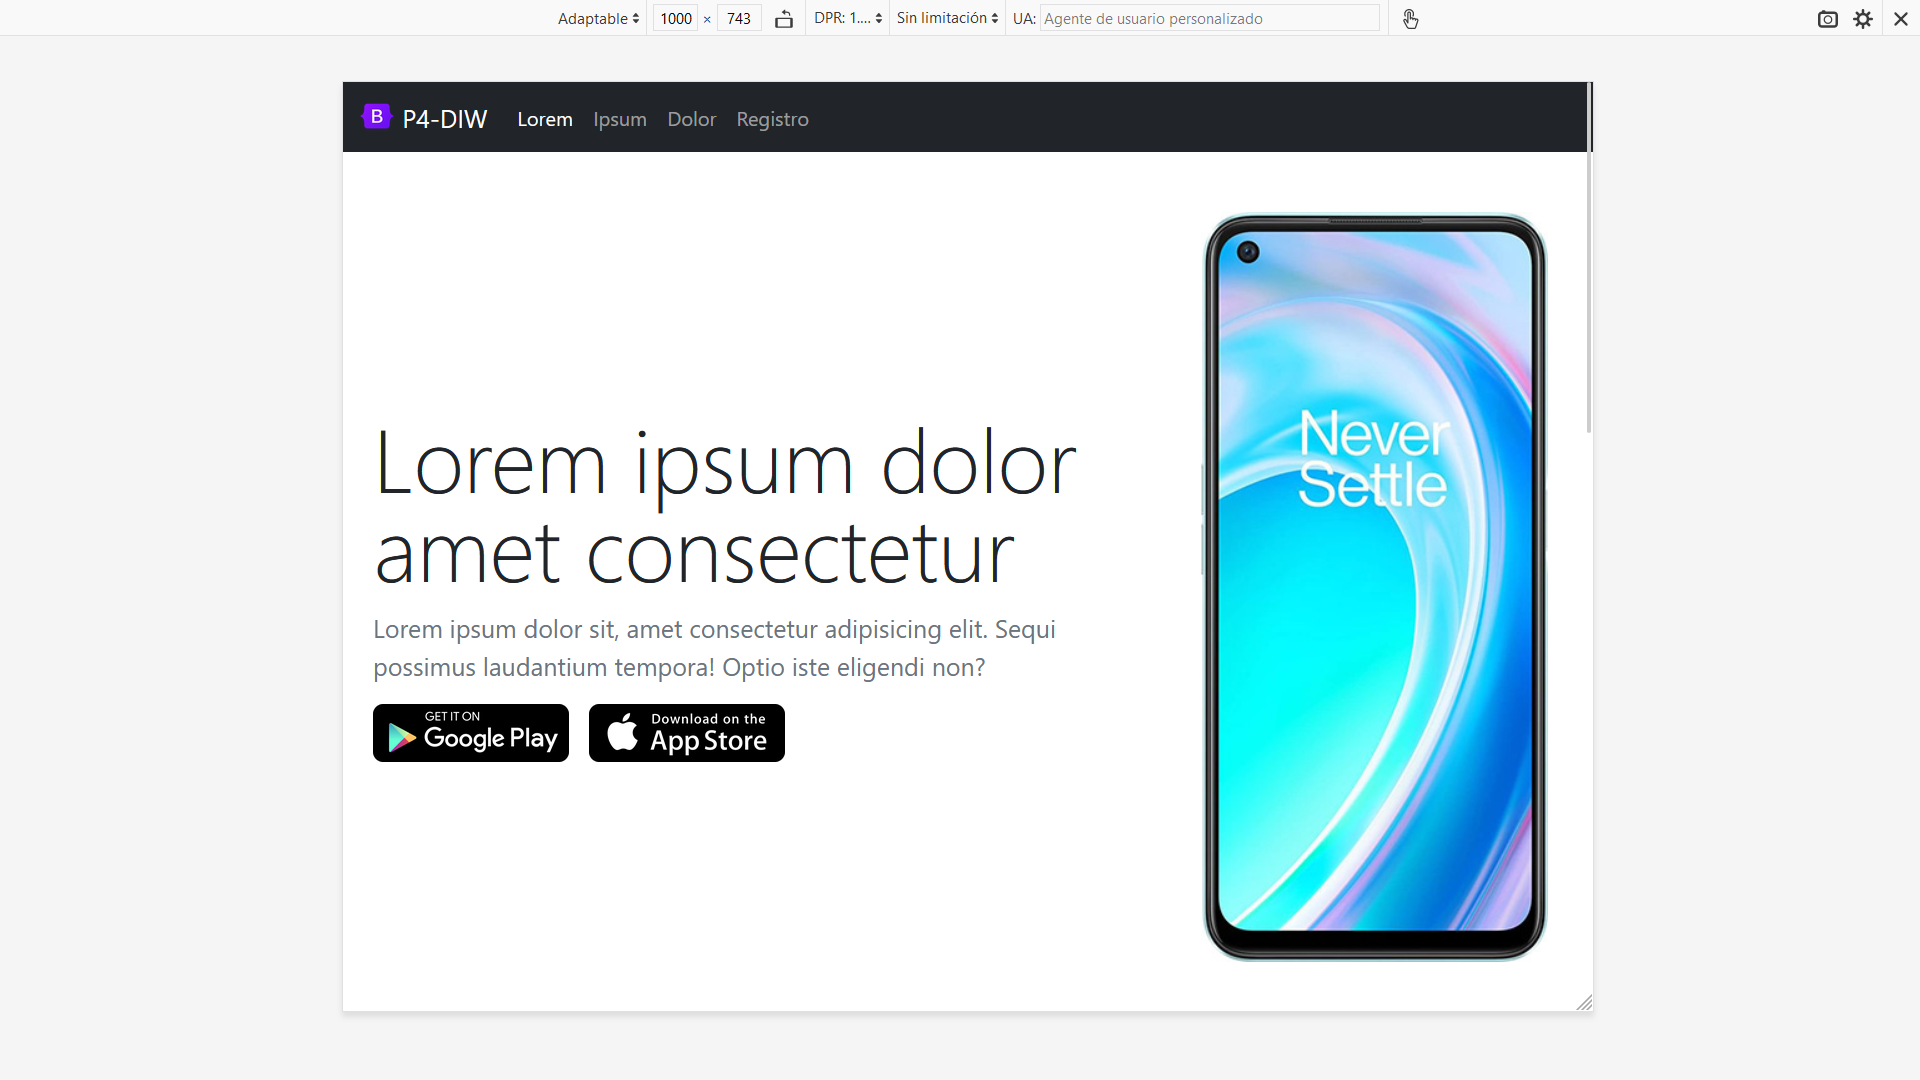 Adaptable 1000 × 743 DPR: 1.... Sin limitación UA: Agente de usuario personalizado
B P4-DIW Lorem Ipsum Dolor Registro
Never
Settle
Lorem ipsum dolor
amet consectetur
Lorem ipsum dolor sit, amet consectetur adipisicing elit. Sequi
possimus laudantium tempora! Optio iste eligendi non?
GET IT ON
Google Play
Download on the
App Store